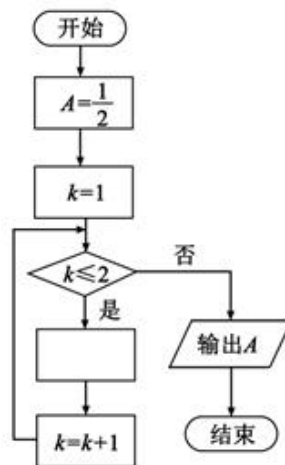 开始
A=1/2
k=1
k≤2
否
是
输出A
k=k+1
结束